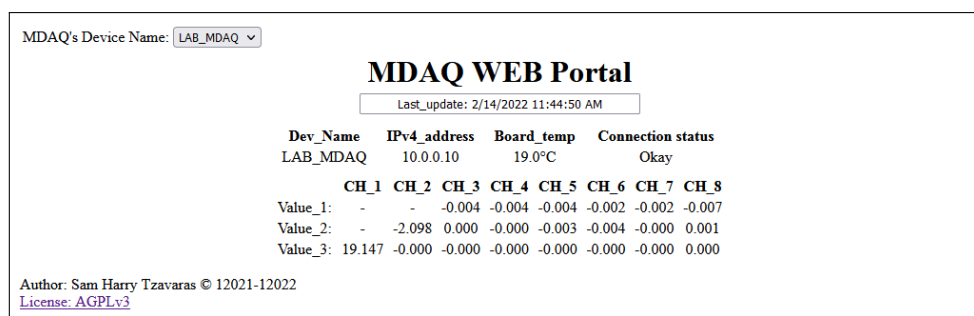 MDAQ's Device Name: LAB_MDAQ
MDAQ WEB Portal
Last_update: 2/14/2022 11:44:50 AM
Dev_Name IPv4_address Board_temp Connection status
LAB_MDAQ 10.0.0.10 19.0°C Okay
CH_1 CH_2 CH_3 CH_4 CH_5 CH_6 CH_7 CH_8
Value_1: - - -0.004 -0.004 -0.004 -0.002 -0.002 -0.007
Value_2: - -2.098 0.000 -0.000 -0.003 -0.004 -0.000 0.001
Value_3: 19.147 -0.000 -0.000 -0.000 -0.000 -0.000 -0.000 0.000
Author: Sam Harry Tzavaras © 12021-12022
License: AGPLv3